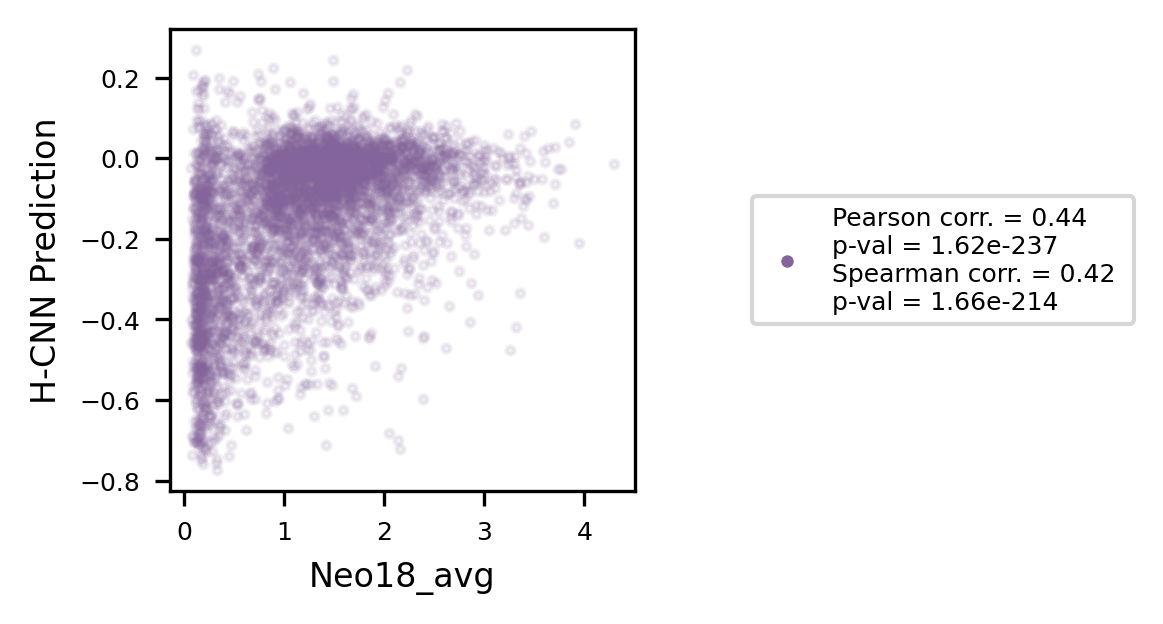 H-CNN Prediction
0.2
0.0
−0.2
−0.4
−0.6
−0.8
0 1 2 3 4
Neo18_avg
Pearson corr. = 0.44
p-val = 1.62e-237
Spearman corr. = 0.42
p-val = 1.66e-214